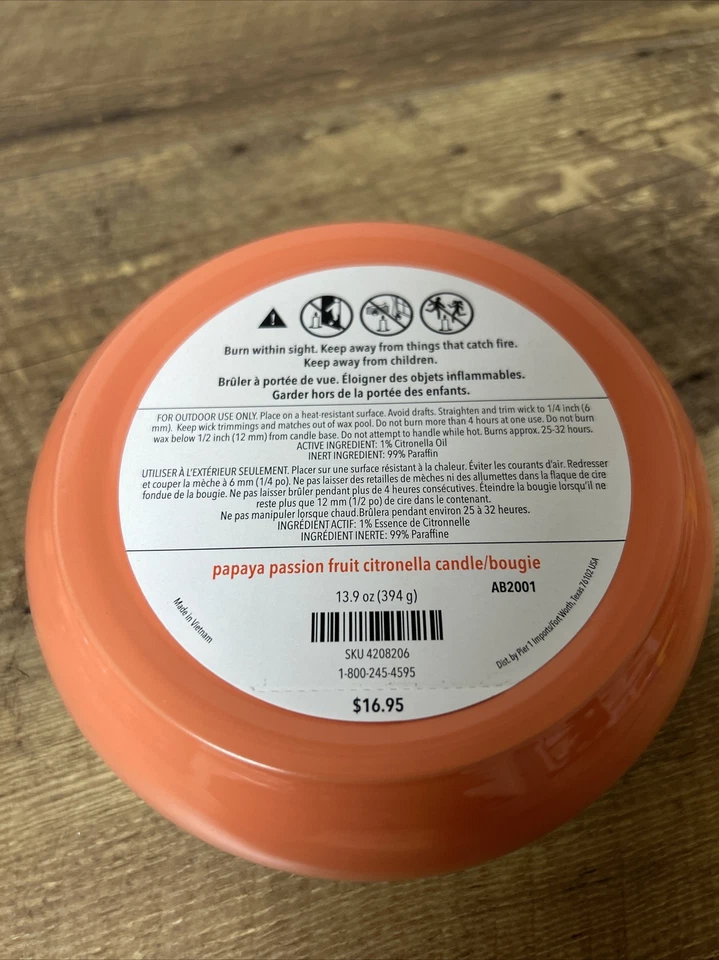 Burn within sight. Keep away from things that catch fire.
Keep away from children.
Brûler à portée de vue. Éloigner des objets inflammables.
Garder hors de la portée des enfants.
FOR OUTDOOR USE ONLY. Place on a heat-resistant surface. Avoid drafts. Straighten and trim wick to 1/4 inch (6
mm). Keep wick trimmings and matches out of wax pool. Do not burn more than 4 hours at one use. Do not burn
wax below 1/2 inch (12 mm) from candle base. Do not attempt to handle while hot. Burns approx. 25-32 hours.
ACTIVE INGREDIENT: 1% Citronella Oil
INERT INGREDIENT: 99% Paraffin
UTILISER À L'EXTÉRIEUR SEULEMENT. Placer sur une surface résistant à la chaleur. Éviter les courants d'air. Redresser
et couper la mèche à 6 mm (1/4 po). Ne pas laisser des retailles de mèches ni des allumettes dans la flaque de cire
fondue de la bougie. Ne pas laisser brûler pendant plus de 4 heures consécutives. Éteindre la bougie lorsqu'il ne
reste plus que 12 mm (1/2 po) de cire dans le contenant.
Ne pas manipuler lorsque chaud.Brûlera pendant environ 25 à 32 heures.
INGRÉDIENT ACTIF: 1% Essence de Citronnelle
INGRÉDIENT INERTE: 99% Paraffine
papaya passion fruit citronella candle/bougie
AB2001
13.9 oz (394 g)
Made in Vietnam
SKU 4208206
1-800-245-4595
Dist. by Pier 1 Imports/Fort Worth, Texas 76102 USA
$16.95